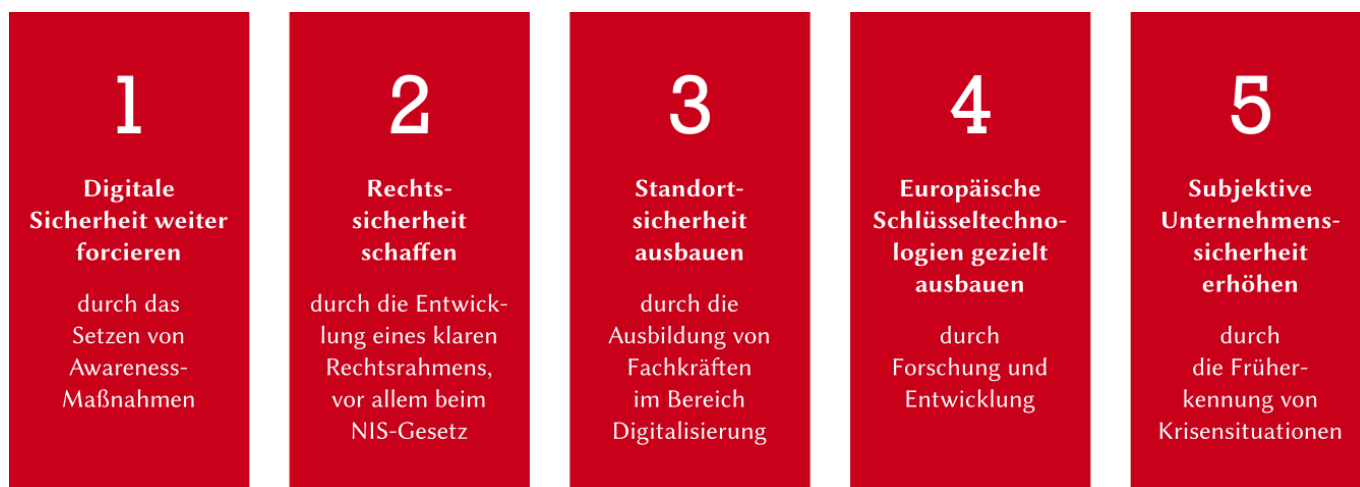 1
Digitale
Sicherheit weiter
forcieren
durch das
Setzen von
Awareness-
Maßnahmen
2
Rechts-
sicherheit
schaffen
durch die Entwick-
lung eines klaren
Rechtsrahmens,
vor allem beim
NIS-Gesetz
3
Standort-
sicherheit
ausbauen
durch die
Ausbildung von
Fachkräften
im Bereich
Digitalisierung
4
Europäische
Schlüsseltechno-
logien gezielt
ausbauen
durch
Forschung und
Entwicklung
5
Subjektive
Unternehmens-
sicherheit
erhöhen
durch
die Früher-
kennung von
Krisensituationen